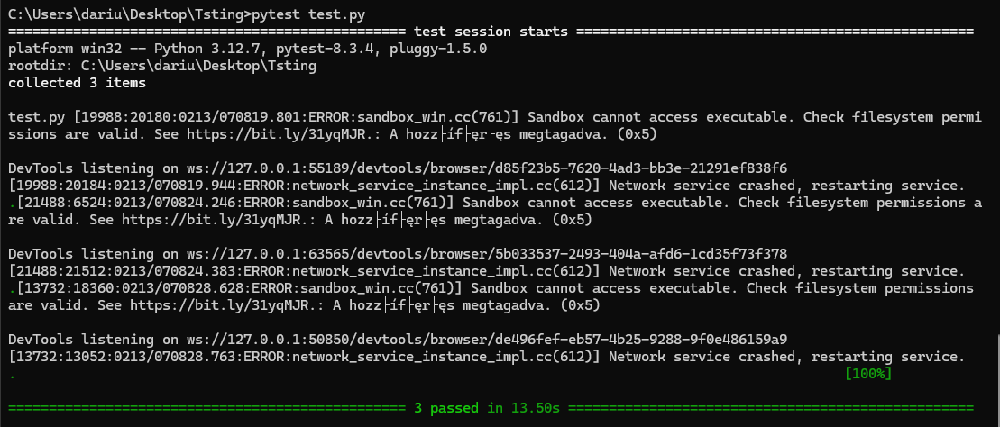 C:\Users\dariu\Desktop\Tsting>pytest test.py
================================================= test session starts =================================================
platform win32 -- Python 3.12.7, pytest-8.3.4, pluggy-1.5.0
rootdir: C:\Users\dariu\Desktop\Tsting
collected 3 items
test.py [19988:20180:0213/070819.801:ERROR:sandbox_win.cc(761)] Sandbox cannot access executable. Check filesystem permi
ssions are valid. See https://bit.ly/31yqMJR.: A hozz├íf├ęr├ęs megtagadva. (0x5)
DevTools listening on ws://127.0.0.1:55189/devtools/browser/d85f23b5-7620-4ad3-bb3e-21291ef838f6
[19988:20184:0213/070819.944:ERROR:network_service_instance_impl.cc(612)] Network service crashed, restarting service.
.[21488:6524:0213/070824.246:ERROR:sandbox_win.cc(761)] Sandbox cannot access executable. Check filesystem permissions a
re valid. See https://bit.ly/31yqMJR.: A hozz├íf├ęr├ęs megtagadva. (0x5)
DevTools listening on ws://127.0.0.1:63565/devtools/browser/5b033537-2493-404a-afd6-1cd35f73f378
[21488:21512:0213/070824.383:ERROR:network_service_instance_impl.cc(612)] Network service crashed, restarting service.
.[13732:18360:0213/070828.628:ERROR:sandbox_win.cc(761)] Sandbox cannot access executable. Check filesystem permissions
are valid. See https://bit.ly/31yqMJR.: A hozz├íf├ęr├ęs megtagadva. (0x5)
DevTools listening on ws://127.0.0.1:50850/devtools/browser/de496fef-eb57-4b25-9288-9f0e486159a9
[13732:13052:0213/070828.763:ERROR:network_service_instance_impl.cc(612)] Network service crashed, restarting service.
. [100%]
================================================= 3 passed in 13.50s ==================================================